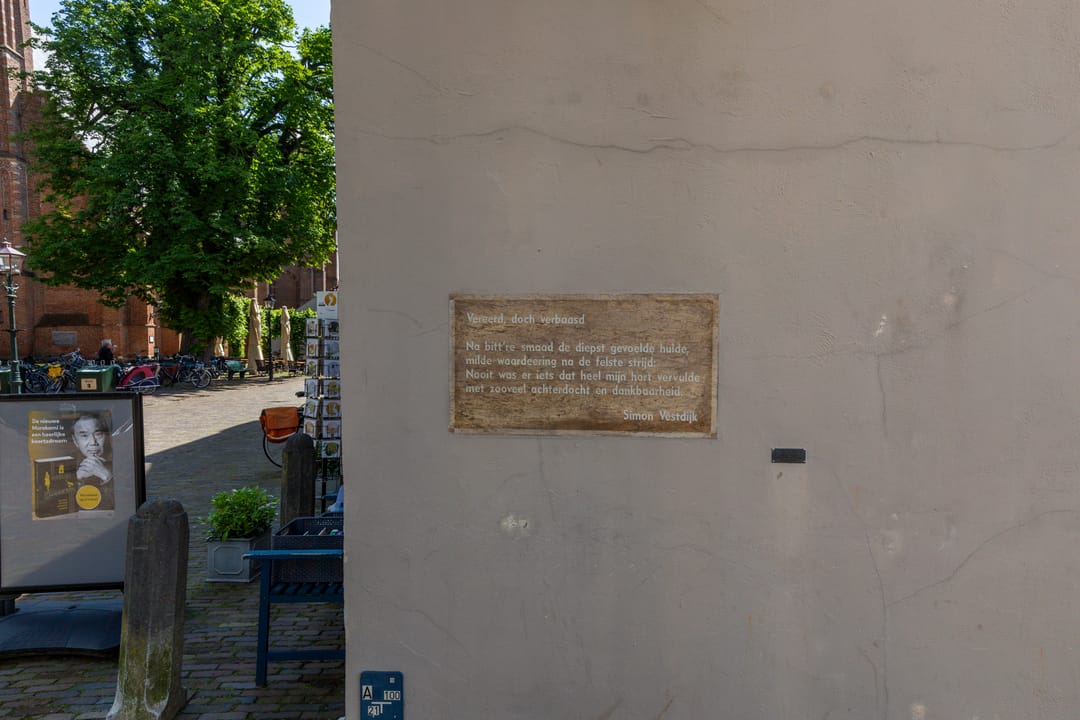 Vereerd, doch verbaasd
Na bitt're smaad de diepst gevoelde hulde,
milde waardeering na de felste strijd:
Nooit was er iets dat heel mijn hart vervulde
met zooveel achterdocht en dankbaarheid.
Simon Vestdijk
De nieuwe
Murakami is
een heerlijke
koortsdroom
A 100
21